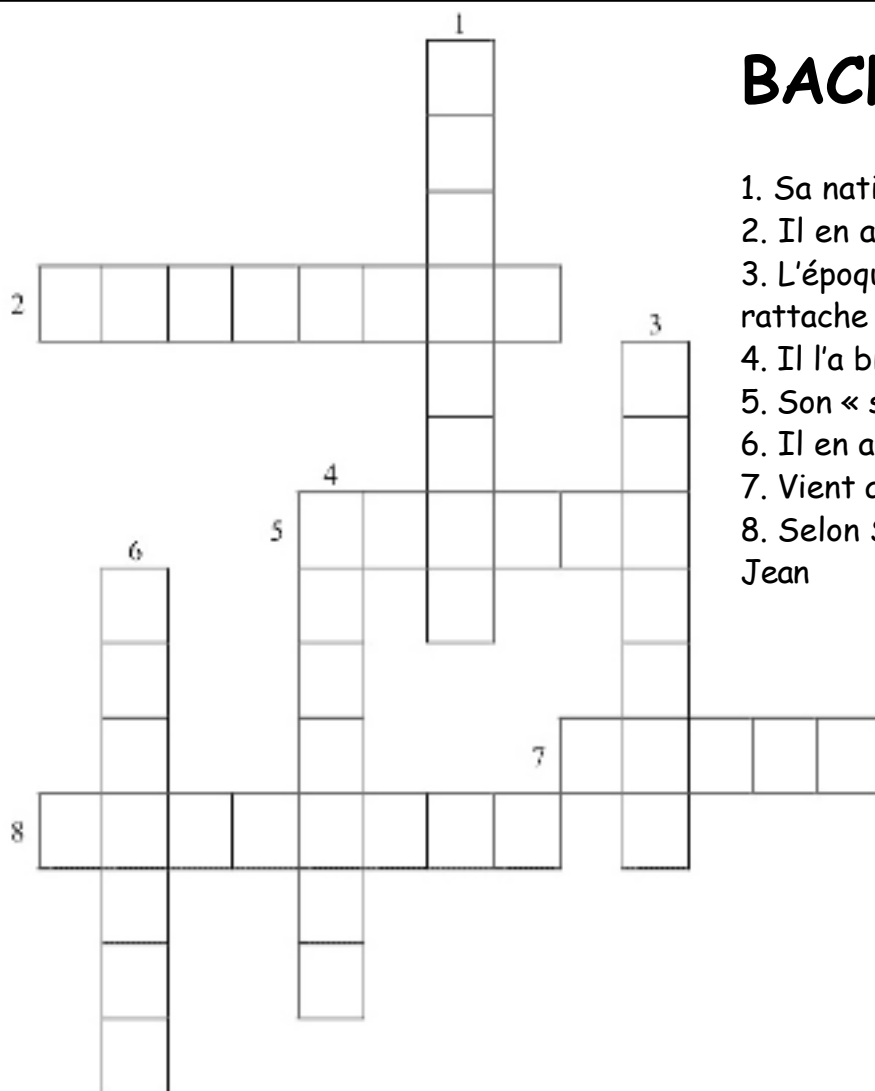 1
BACH
1. Sa nati
2. Il en a
2
3. L'époqu
3
rattache
4. Il l'a b
5. Son « s
4
6. Il en a
5
7. Vient d
6
8. Selon S
Jean
7
8